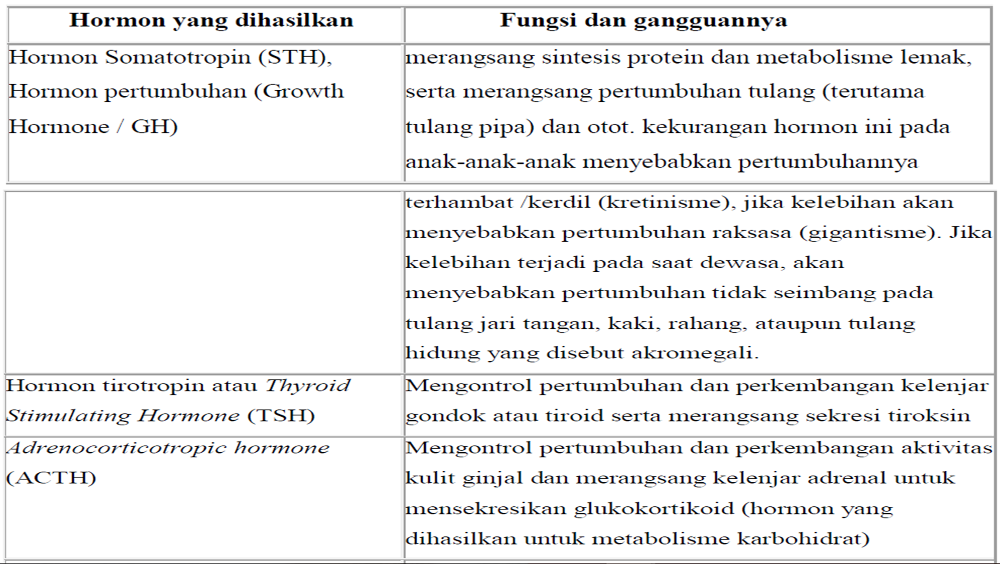 Hormon yang dihasilkan
Fungsi dan gangguannya
Hormon Somatotropin (STH),
Hormon pertumbuhan (Growth
Hormone / GH)
merangsang sintesis protein dan metabolisme lemak,
serta merangsang pertumbuhan tulang (terutama
tulang pipa) dan otot. kekurangan hormon ini pada
anak-anak-anak menyebabkan pertumbuhannya
terhambat /kerdil (kretinisme), jika kelebihan akan
menyebabkan pertumbuhan raksasa (gigantisme). Jika
kelebihan terjadi pada saat dewasa, akan
menyebabkan pertumbuhan tidak seimbang pada
tulang jari tangan, kaki, rahang, ataupun tulang
hidung yang disebut akromegali.
Hormon tirotropin atau Thyroid
Stimulating Hormone (TSH)
Mengontrol pertumbuhan dan perkembangan kelenjar
gondok atau tiroid serta merangsang sekresi tiroksin
Adrenocorticotropic hormone
(ACTH)
Mengontrol pertumbuhan dan perkembangan aktivitas
kulit ginjal dan merangsang kelenjar adrenal untuk
mensekresikan glukokortikoid (hormon yang
dihasilkan untuk metabolisme karbohidrat)